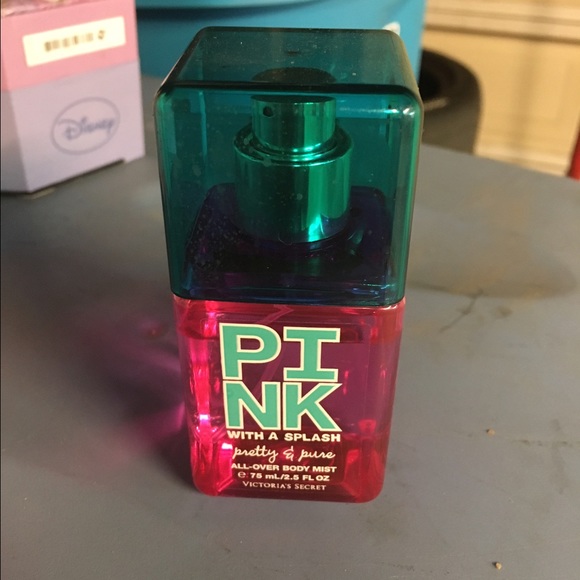 Disney
PI
NK
WITH A SPLASH
pretty & pure
ALL-OVER BODY MIST
e 75 mL/2.5 FL OZ
VICTORIA'S SECRET